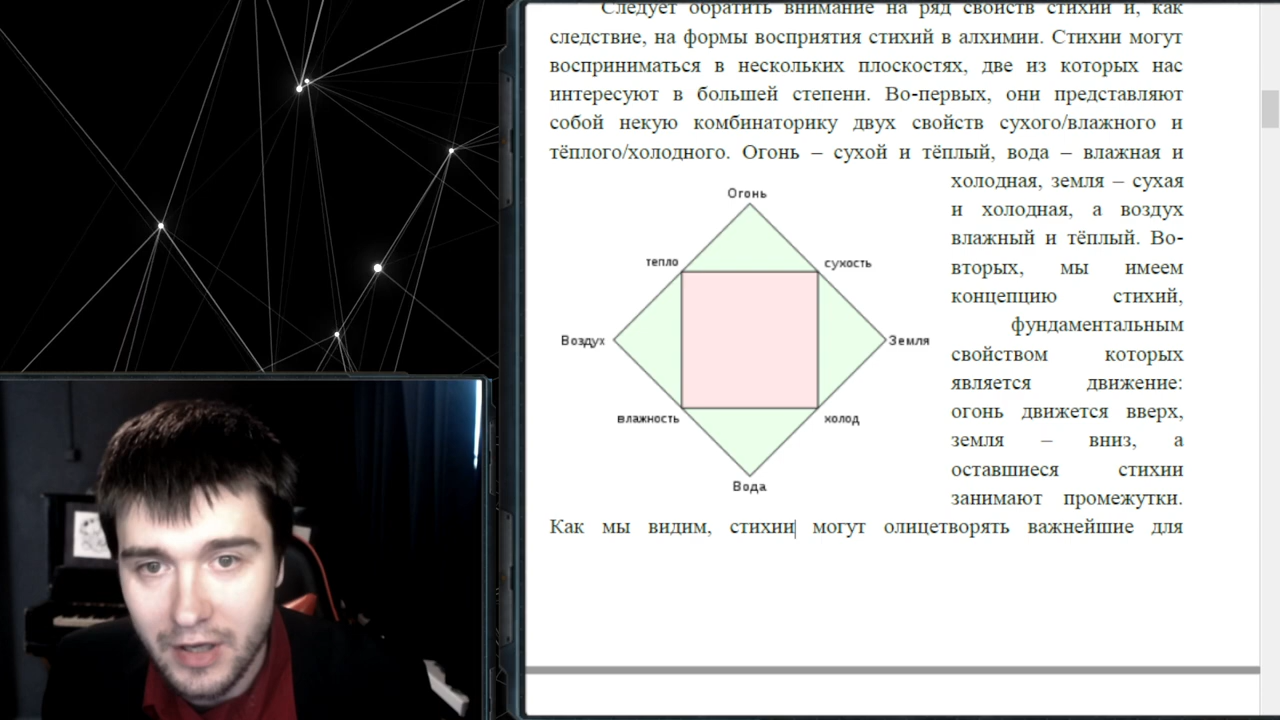 Следует обратить внимание на ряд свойств стихий и, как
следствие, на формы восприятия стихий в алхимии. Стихии могут
восприниматься в нескольких плоскостях, две из которых нас
интересуют в большей степени. Во-первых, они представляют
собой некую комбинаторику двух свойств сухого/влажного и
тёплого/холодного. Огонь – сухой и тёплый, вода – влажная и
холодная, земля – сухая
и холодная, а воздух
влажный и тёплый. Во-
вторых, мы имеем
концепцию стихий,
фундаментальным
свойством которых
является движение:
огонь движется вверх,
земля – вниз, а
оставшиеся стихии
занимают промежутки.
Огонь
тепло
сухость
Воздух
Земля
влажность
холод
Вода
Как мы видим, стихии могут олицетворять важнейшие для